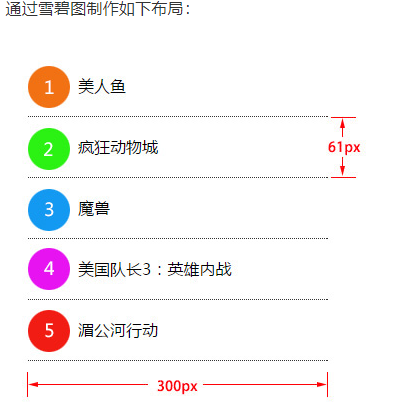 通过雪碧图制作如下布局：
1 美人鱼
2 疯狂动物城
61px
3 魔兽
4 美国队长3：英雄内战
5 湄公河行动
300px